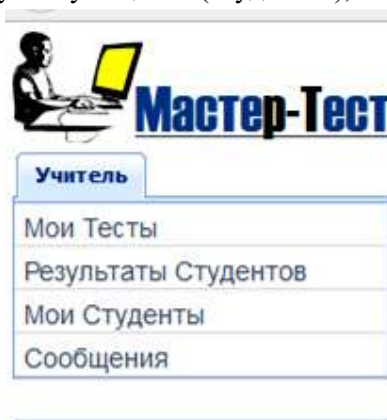 Мастер-Тест
Учитель
Мои Тесты
Результаты Студентов
Мои Студенты
Сообщения